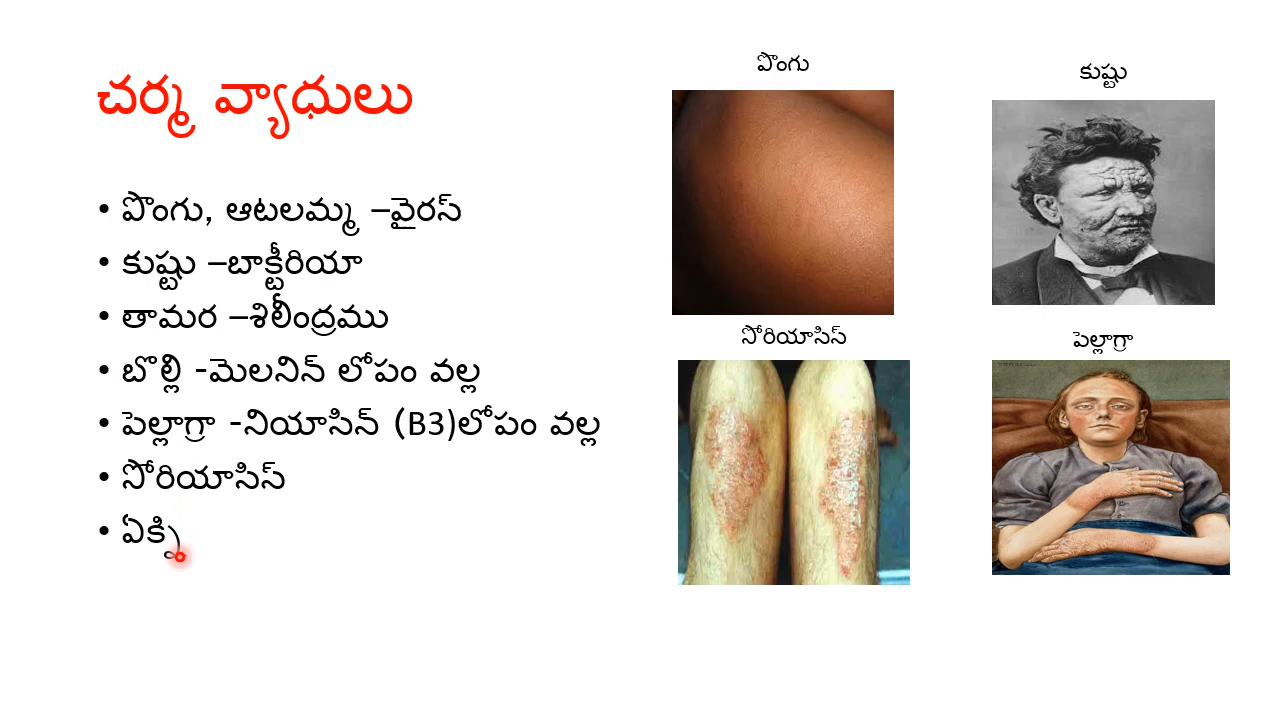 చర్మ వ్యాధులు
• పొంగు, ఆటలమ్మ –వైరస్
• కుష్టు –బాక్టీరియా
• తామర –శిలీంద్రము
• బొల్లి -మెలనిన్ లోపం వల్ల
• పెల్లాగ్రా -నియాసిన్ (B3)లోపం వల్ల
• సోరియాసిస్
• ఏక్ని
పొంగు
కుష్టు
సోరియాసిస్
పెల్లాగ్రా